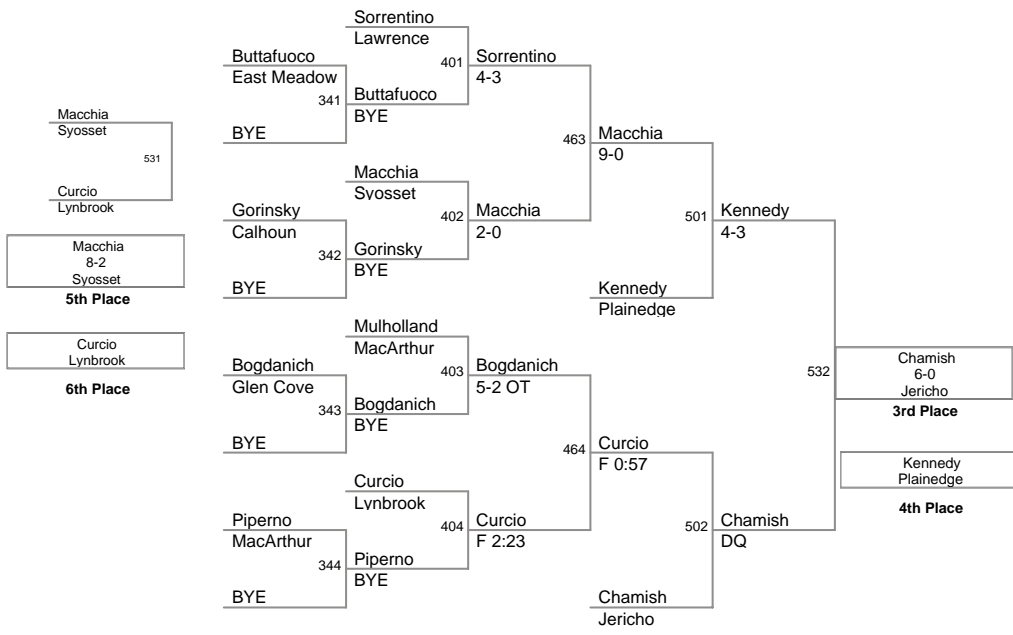 Sorrentino
Lawrence
Buttafuoco
East Meadow
401
Sorrentino
4-3
341
Buttafuoco
BYE
BYE
Macchia
Syosset
531
Curcio
Lynbrook
Macchia
8-2
Syosset
5th Place
Curcio
Lynbrook
6th Place
463
Macchia
9-0
Macchia
Syosset
Gorinsky
Calhoun
402
Macchia
2-0
342
Gorinsky
BYE
BYE
501
Kennedy
4-3
Kennedy
Plainedge
Mulholland
MacArthur
Bogdanich
Glen Cove
403
Bogdanich
5-2 OT
343
Bogdanich
BYE
BYE
464
Curcio
F 0:57
Curcio
Lynbrook
Piperno
MacArthur
404
Curcio
F 2:23
344
Piperno
BYE
BYE
502
Chamish
DQ
Chamish
Jericho
532
Chamish
6-0
Jericho
3rd Place
Kennedy
Plainedge
4th Place